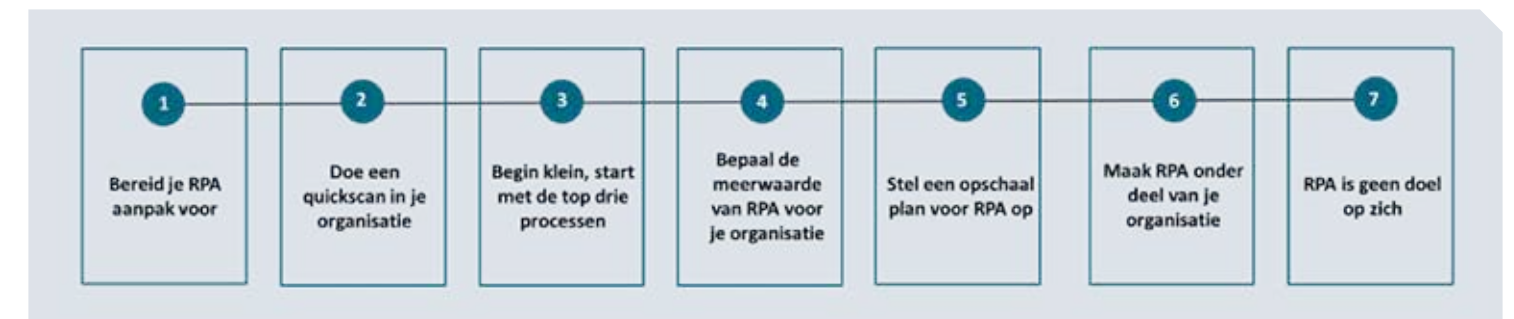 1
Bereid je RPA
aanpak voor
2
Doe een
quickscan in je
organisatie
3
Begin klein, start
met de top drie
processen
4
Bepaal de
meerwaarde
van RPA voor
je organisatie
5
Stel een opschaal
plan voor RPA op
6
Maak RPA onder
deel van je
organisatie
7
RPA is geen doel
op zich